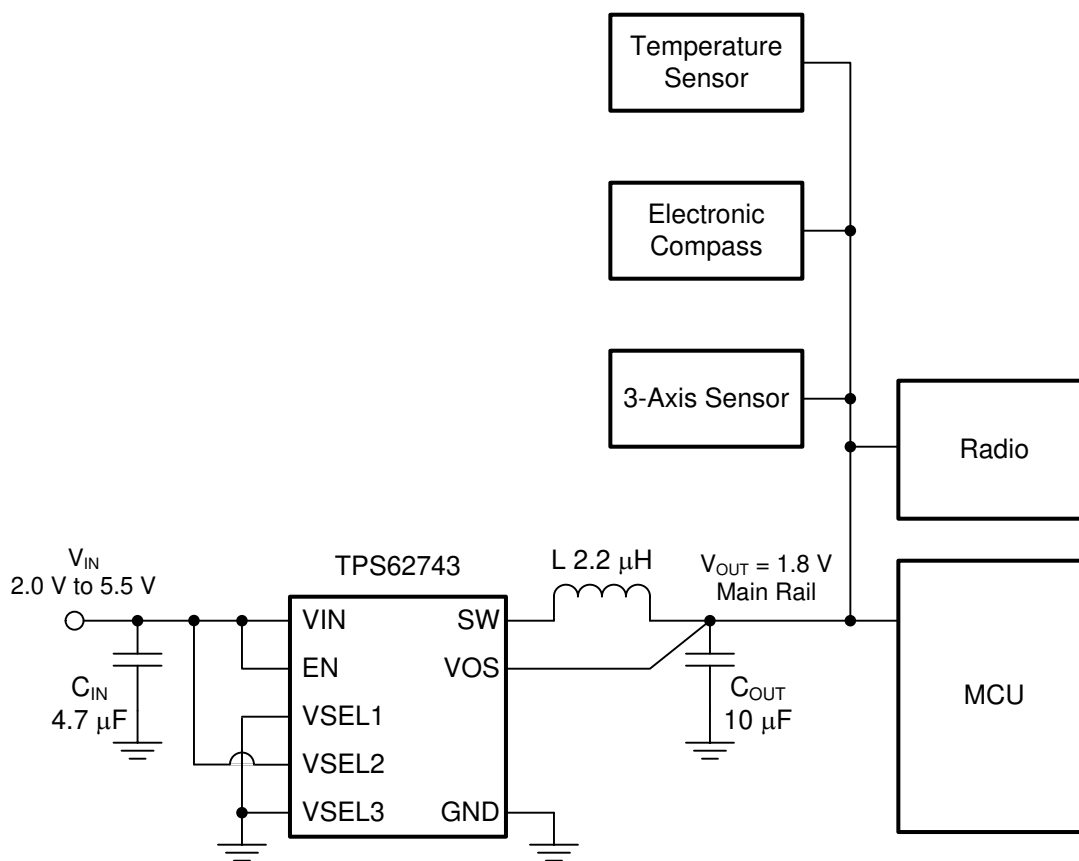 Temperature
Sensor
Electronic
Compass
3-Axis Sensor
Radio
V_IN
2.0 V to 5.5 V
TPS62743
L 2.2 μH
V_OUT = 1.8 V
Main Rail
VIN
SW
EN
VOS
C_IN
4.7 μF
VSEL1
C_OUT
10 μF
MCU
VSEL2
VSEL3
GND